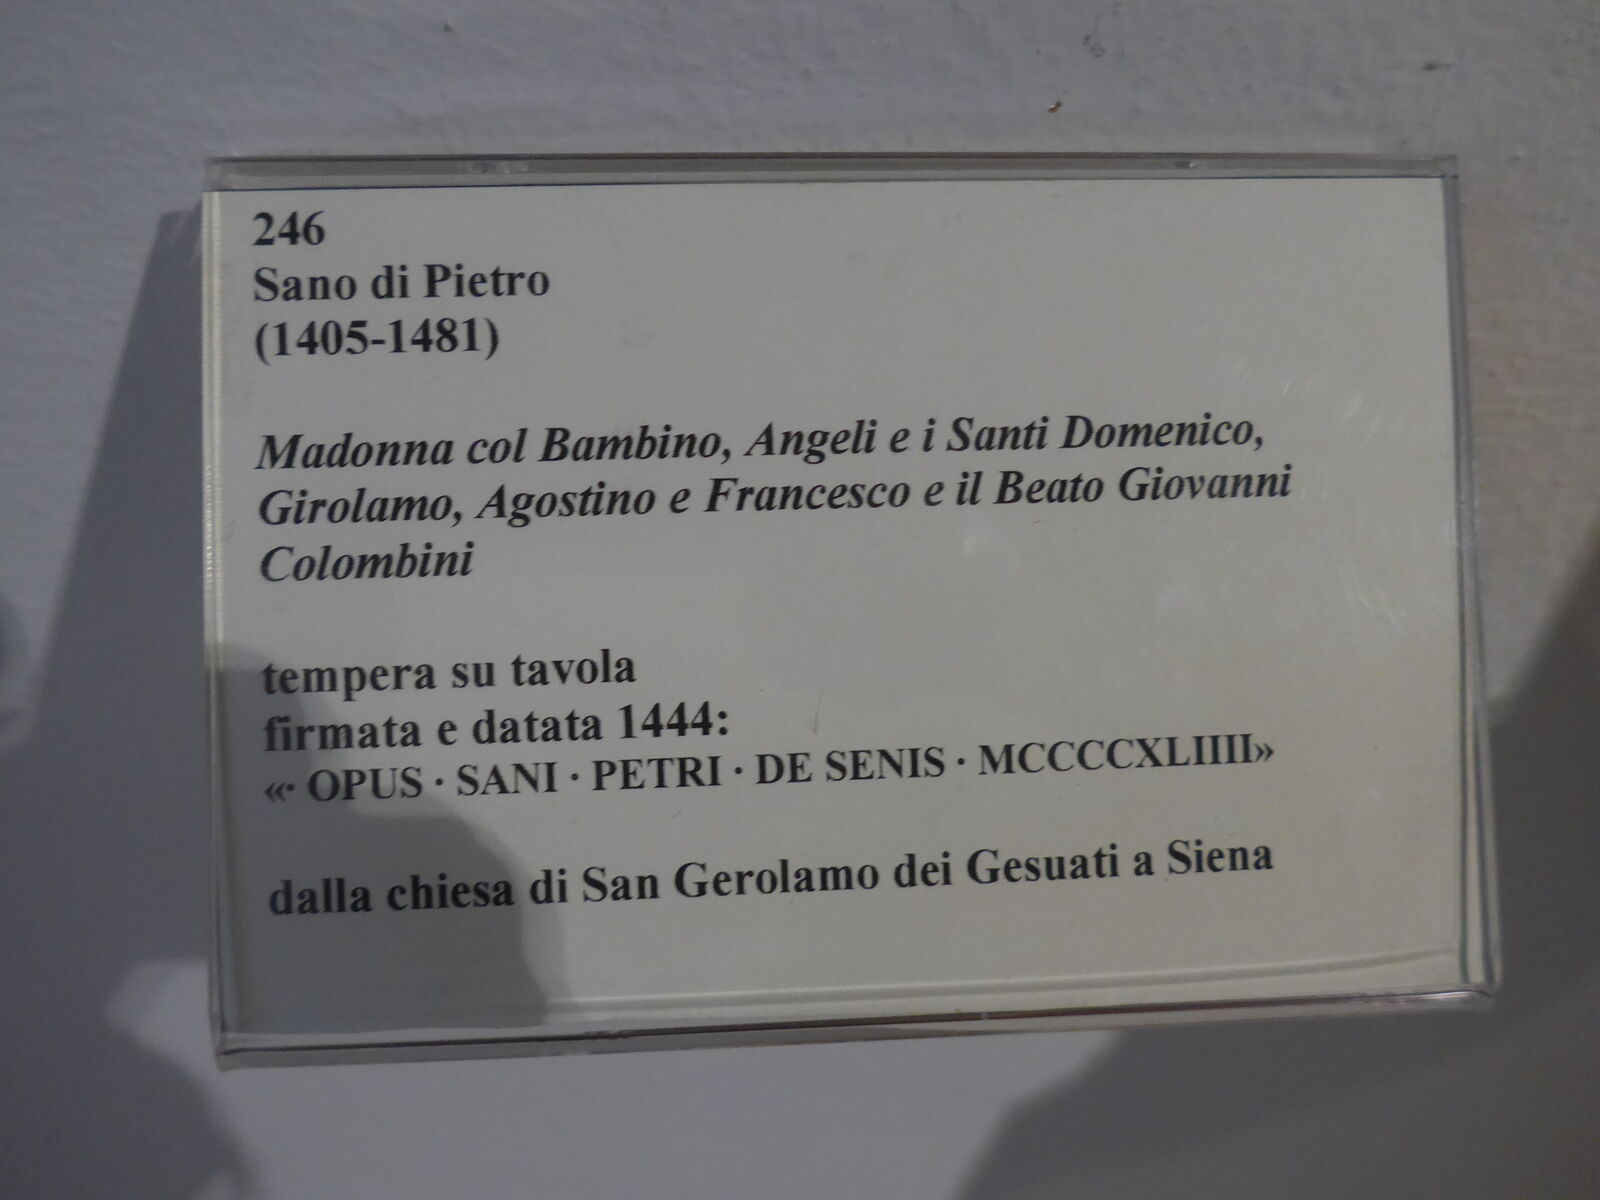 246
Sano di Pietro
(1405-1481)
Madonna col Bambino, Angeli e i Santi Domenico,
Girolamo, Agostino e Francesco e il Beato Giovanni
Colombini
tempera su tavola
firmata e datata 1444:
«· OPUS · SANI · PETRI · DE SENIS · MCCCCXLIIII»
dalla chiesa di San Gerolamo dei Gesuati a Siena